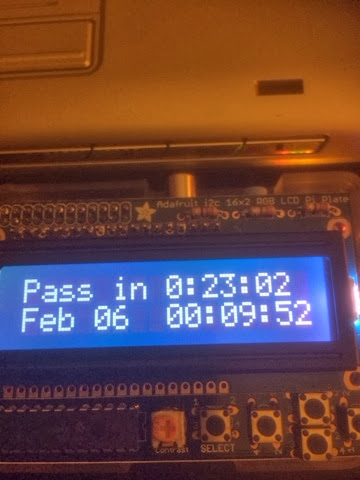 Adafruit i2c 16x2 RGB LCD Pi Plate
Pass in 0:23:02
Feb 06 00:09:52
Contrast
SELECT